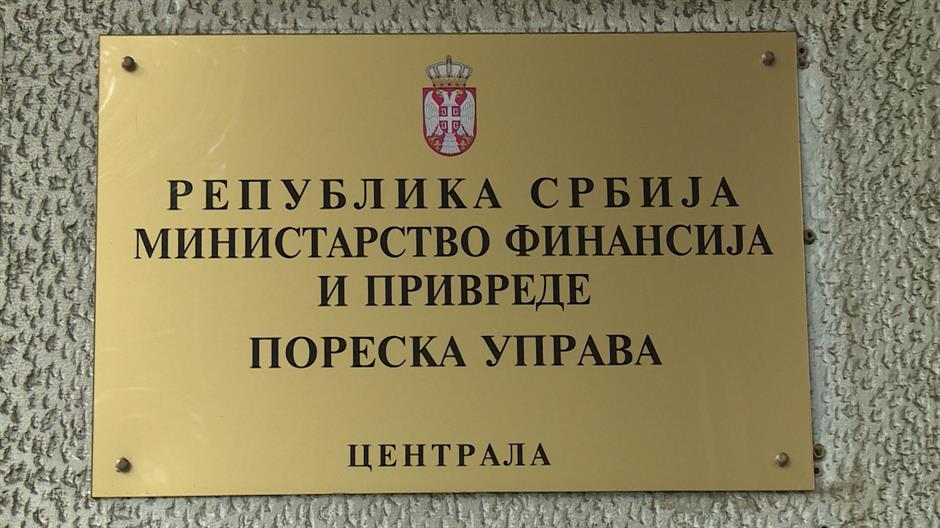 РЕПУБЛИКА СРБИЈА
МИНИСТАРСТВО ФИНАНСИЈА
И ПРИВРЕДЕ
ПОРЕСКА УПРАВА
ЦЕНТРАЛА